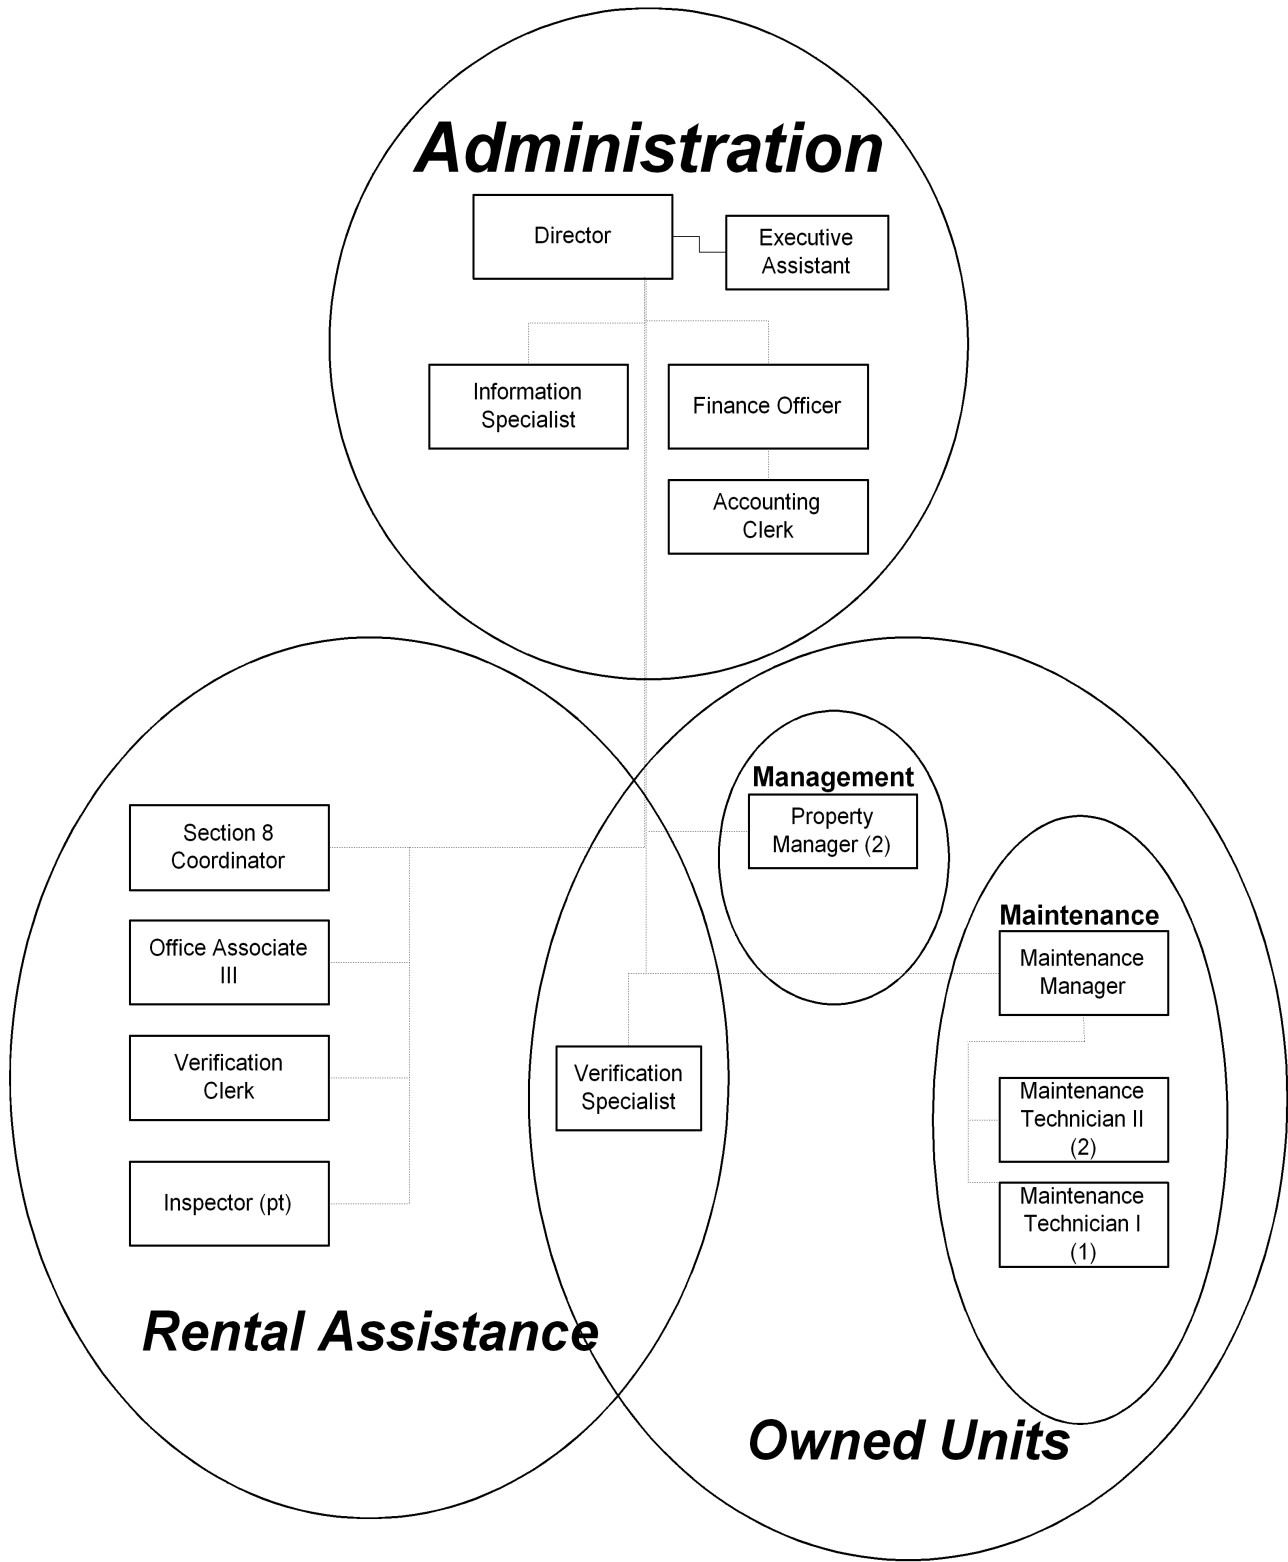 Administration
Director
Executive
Assistant
Information
Specialist
Finance Officer
Accounting
Clerk
Management
Property
Manager (2)
Section 8
Coordinator
Office Associate
III
Verification
Clerk
Inspector (pt)
Verification
Specialist
Maintenance
Maintenance
Manager
Maintenance
Technician II
(2)
Maintenance
Technician I
(1)
Rental Assistance
Owned Units